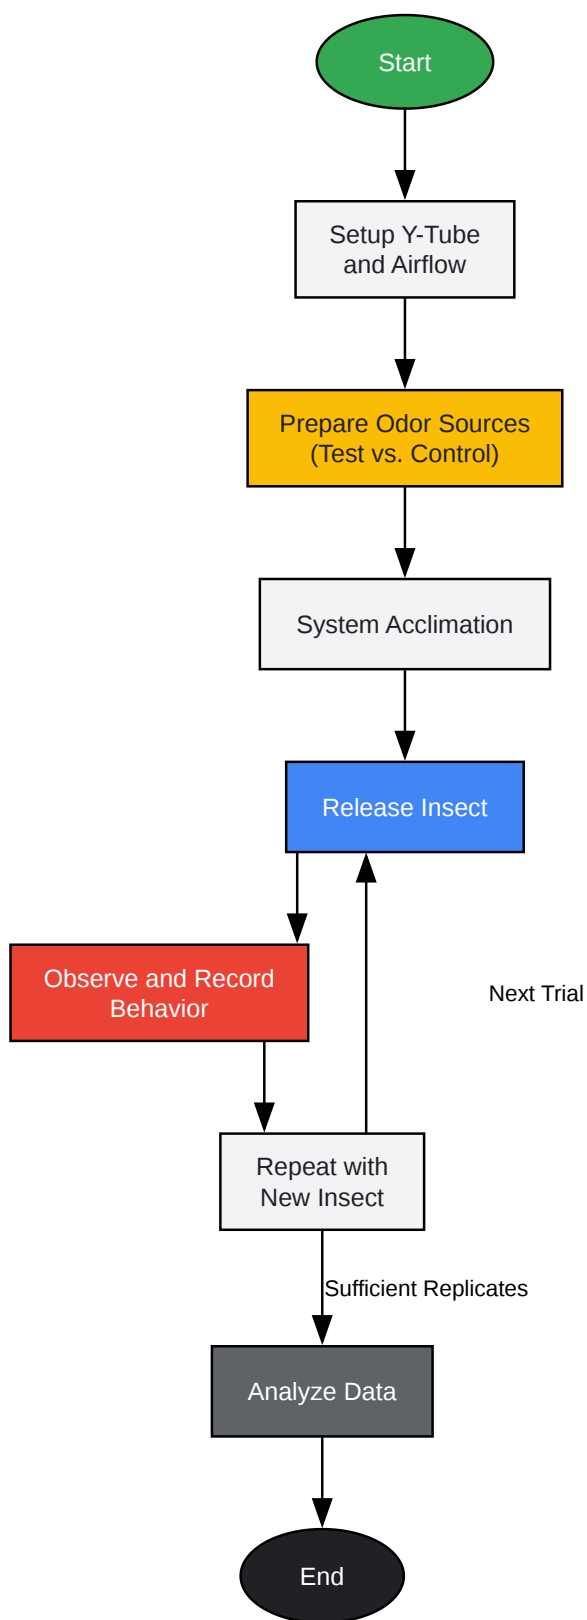 Start
Setup Y-Tube
and Airflow
Prepare Odor Sources
(Test vs. Control)
System Acclimation
Release Insect
Observe and Record
Behavior
Next Trial
Repeat with
New Insect
Sufficient Replicates
Analyze Data
End